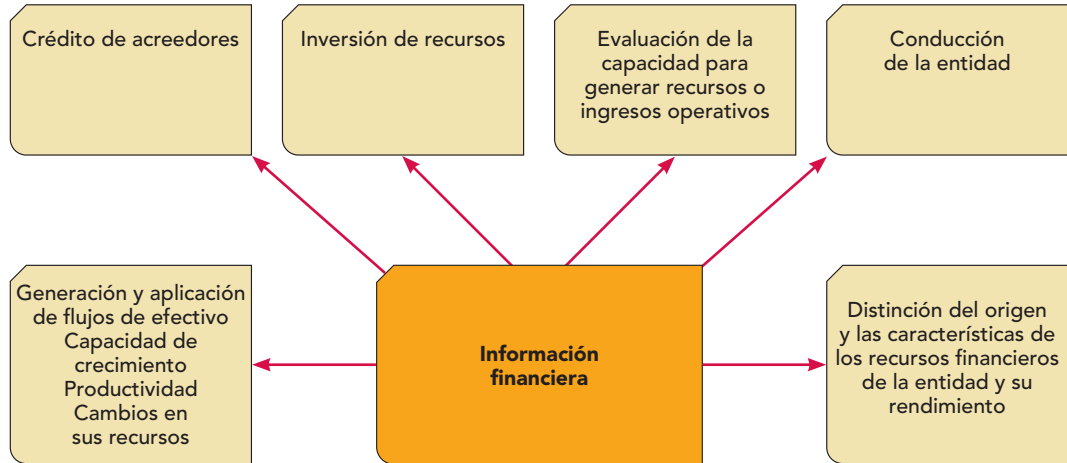 Crédito de acreedores
Inversión de recursos
Evaluación de la
capacidad para
generar recursos o
ingresos operativos
Conducción
de la entidad
Generación y aplicación
de flujos de efectivo
Capacidad de
crecimiento
Productividad
Cambios en
sus recursos
Información
financiera
Distinción del origen
y las características de
los recursos financieros
de la entidad y su
rendimiento